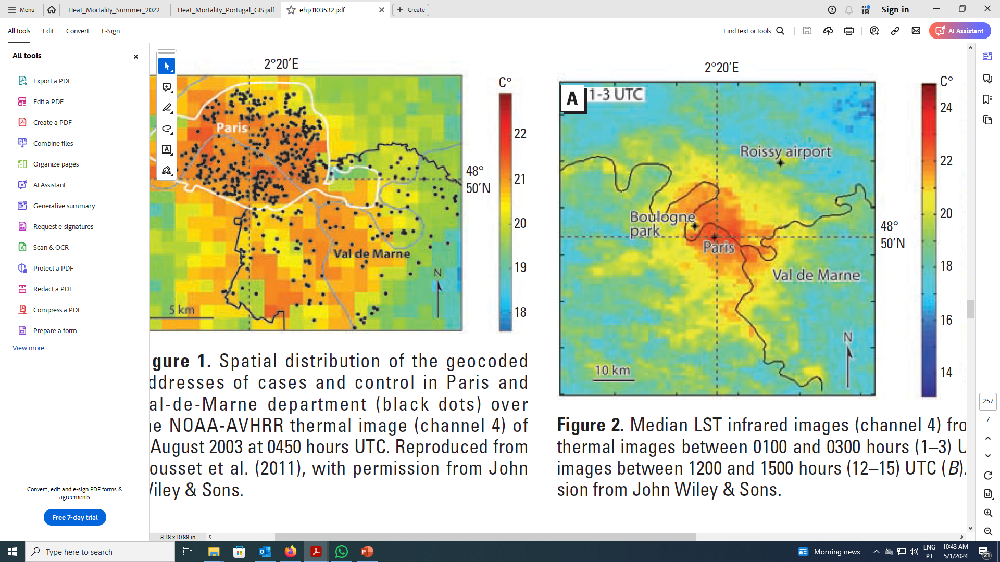 Menu
Heat_Mortality_Summer_2022...
Heat_Mortality_Portugal_GIS.pdf
ehp.1103532.pdf
Create
Sign in
All tools
Edit
Convert
E-Sign
Find text or tools
AI Assistant
All tools
Export a PDF
Edit a PDF
Create a PDF
Combine files
Organize pages
AI Assistant
Generative summary
Request e-signatures
Scan & OCR
Protect a PDF
Redact a PDF
Compress a PDF
Prepare a form
View more
Convert, edit and e-sign PDF forms &
agreements
Free 7-day trial
2°20′E
C°
Paris
22
48°
50′N
21
20
Val de Marne
19
N
5 km
18
gure 1. Spatial distribution of the geocoded
ddresses of cases and control in Paris and
al-de-Marne department (black dots) over
e NOAA-AVHRR thermal image (channel 4) of
August 2003 at 0450 hours UTC. Reproduced from
ousset et al. (2011), with permission from John
Wiley & Sons.
2°20′E
C°
A
1-3 UTC
24
Roissy airport
22
Boulogne
park
20
48°
50′N
Paris
Val de Marne
18
16
N
10 km
14
Figure 2. Median LST infrared images (channel 4) fro
thermal images between 0100 and 0300 hours (1–3) U
images between 1200 and 1500 hours (12–15) UTC (B).
sion from John Wiley & Sons.
257
7
8.38 x 10.88 in
Type here to search
Morning news
ENG
PT
10:43 AM
5/1/2024
21